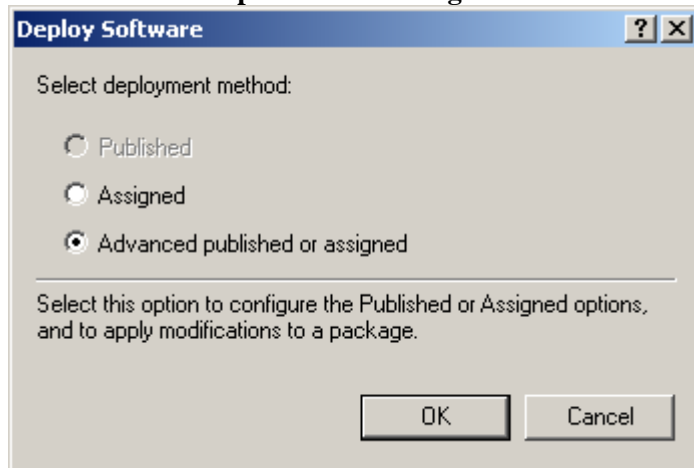 Deploy Software
Select deployment method:
Published
Assigned
Advanced published or assigned
Select this option to configure the Published or Assigned options,
and to apply modifications to a package.
OK
Cancel